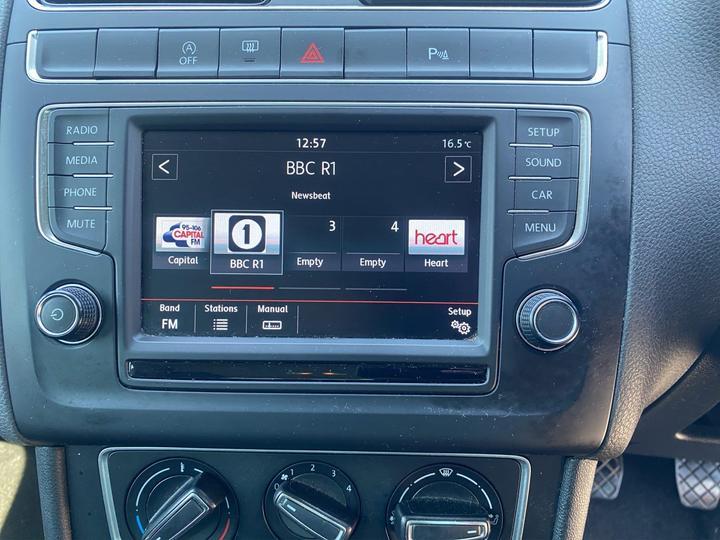 OFF
P
RADIO
MEDIA
PHONE
MUTE
12:57
16.5°C
< BBC R1 >
Newsbeat
95-106
CAPITAL
FM
Capital
1
BBC R1
3
Empty
4
Empty
heart
Heart
Band
FM
Stations
Manual
Setup
SETUP
SOUND
CAR
MENU
0 1 2 3 4